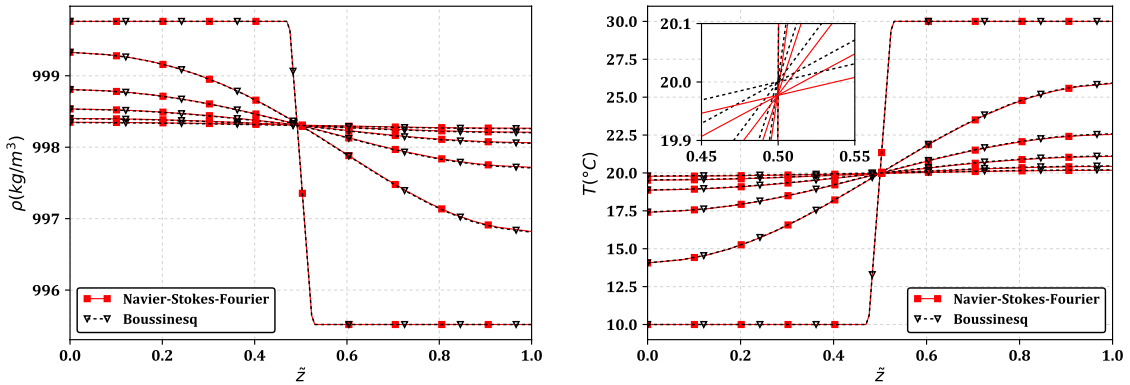 999
998
997
996
ρ(kg/m³)
Navier-Stokes-Fourier
Boussinesq
0.0 0.2 0.4 0.6 0.8 1.0
z̃
30.0
27.5
25.0
22.5
20.0
17.5
15.0
12.5
10.0
T(°C)
20.1
20.0
19.9
0.45 0.50 0.55
Navier-Stokes-Fourier
Boussinesq
0.0 0.2 0.4 0.6 0.8 1.0
z̃